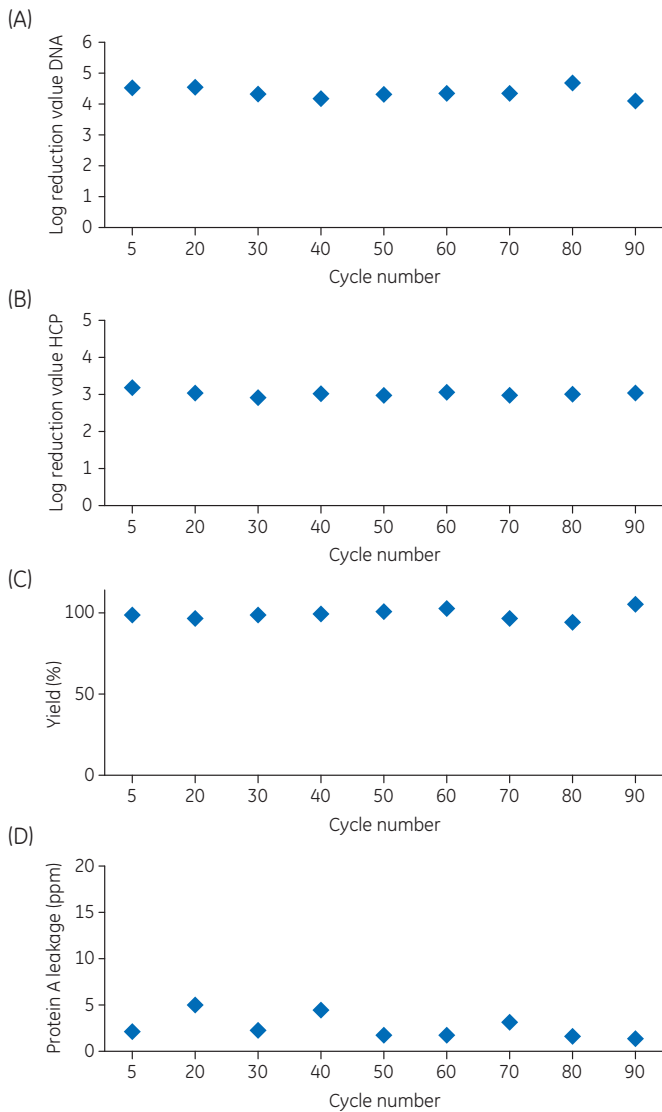 (A)
Log reduction value DNA
6
5
4
3
2
1
0
5 20 30 40 50 60 70 80 90
Cycle number
(B)
Log reduction value HCP
5
4
3
2
1
0
5 20 30 40 50 60 70 80 90
Cycle number
(C)
Yield (%)
100
50
0
5 20 30 40 50 60 70 80 90
Cycle number
(D)
Protein A leakage (ppm)
20
15
10
5
0
5 20 30 40 50 60 70 80 90
Cycle number